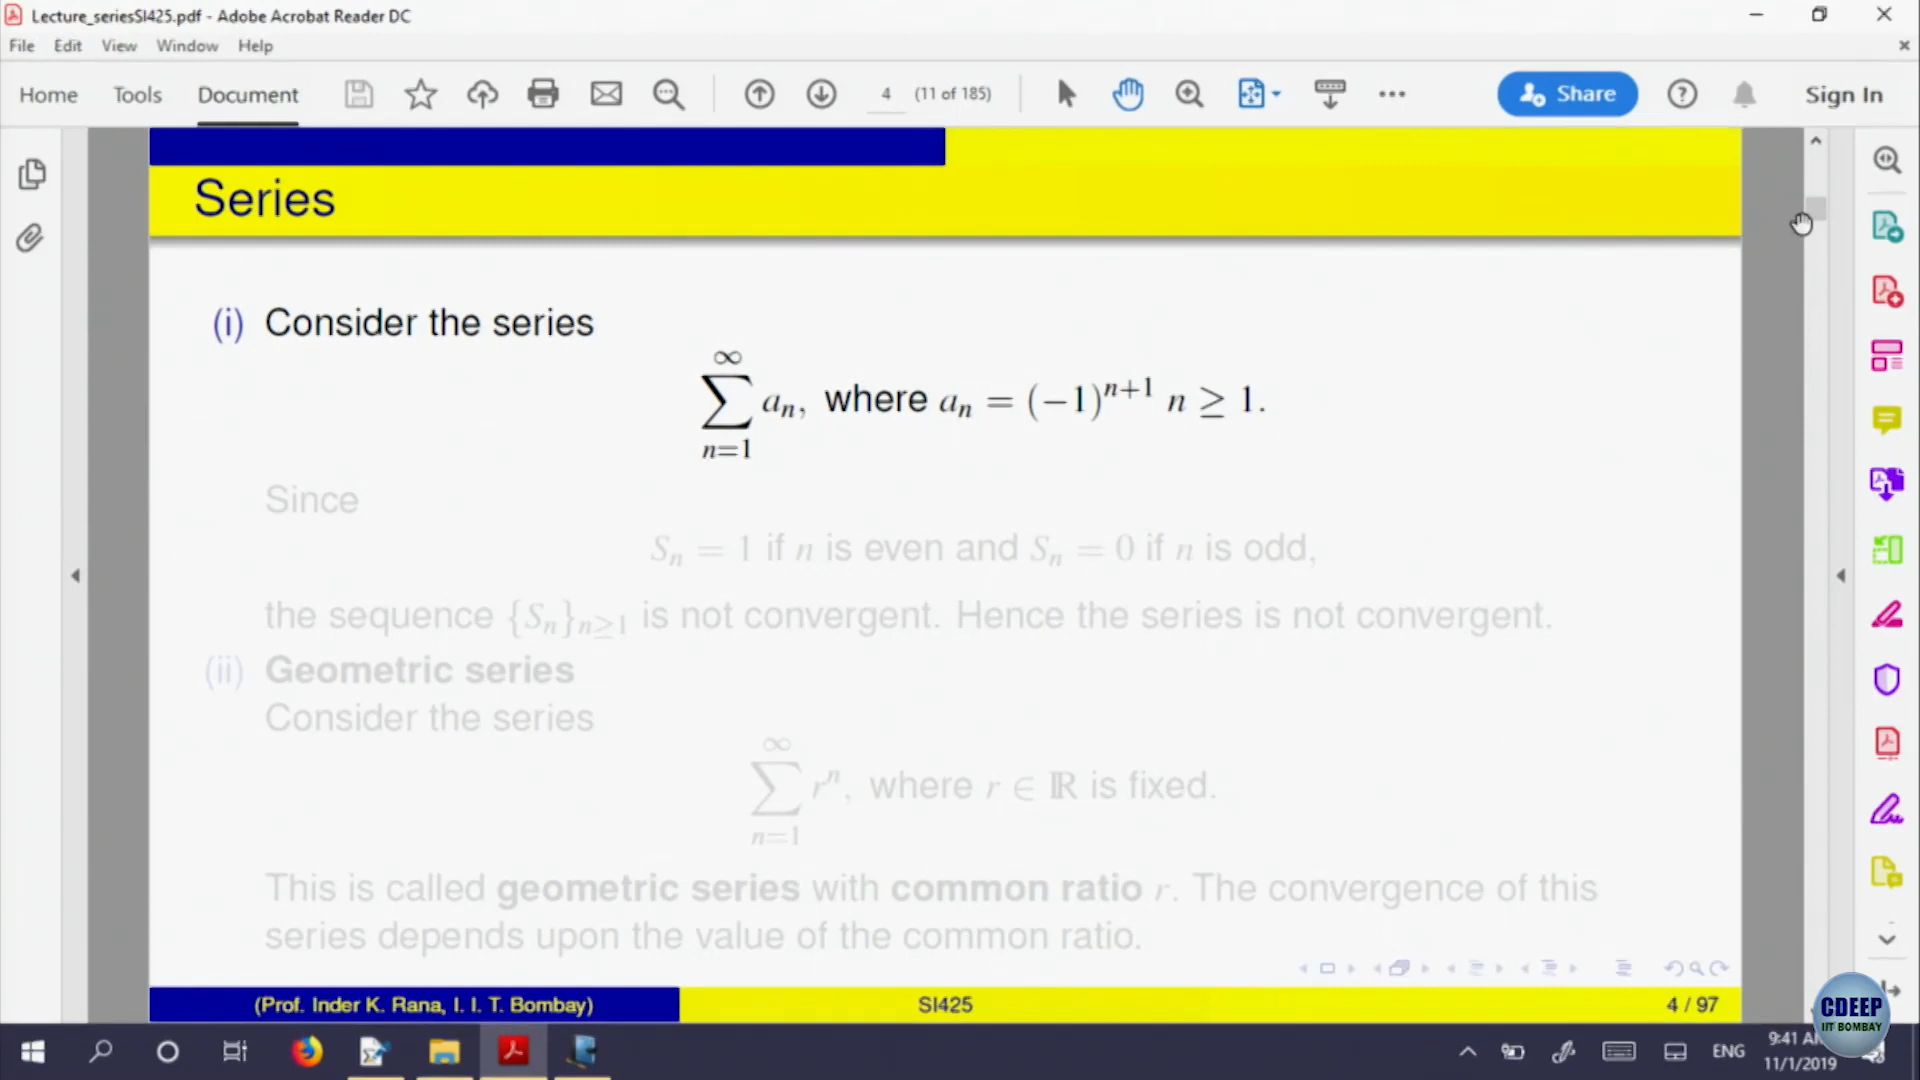 Lecture_seriesSI425.pdf - Adobe Acrobat Reader DC
File Edit View Window Help
Home Tools Document 4 (11 of 185) Share Sign In
Series
(i) Consider the series
∞
∑ aₙ, where aₙ = (−1)ⁿ⁺¹ n ≥ 1.
n=1
Since
Sₙ = 1 if n is even and Sₙ = 0 if n is odd,
the sequence {Sₙ}ₙ≥₁ is not convergent. Hence the series is not convergent.
(ii) Geometric series
Consider the series
∞
∑ rⁿ, where r ∈ ℝ is fixed.
n=1
This is called geometric series with common ratio r. The convergence of this
series depends upon the value of the common ratio.
(Prof. Inder K. Rana, I. I. T. Bombay) SI425 4 / 97
CDEEP
IIT BOMBAY
ENG
9:41
11/1/2019